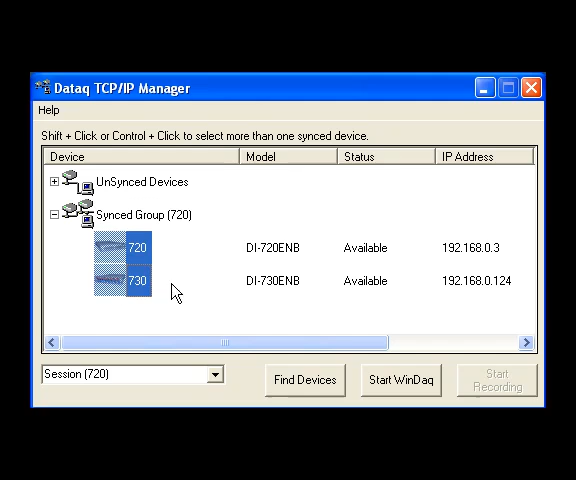 Dataq TCP/IP Manager
Help
Shift + Click or Control + Click to select more than one synced device.
Device Model Status IP Address
UnSynced Devices
Synced Group (720)
720 DI-720ENB Available 192.168.0.3
730 DI-730ENB Available 192.168.0.124
Session (720) Find Devices Start WinDaq Start Recording